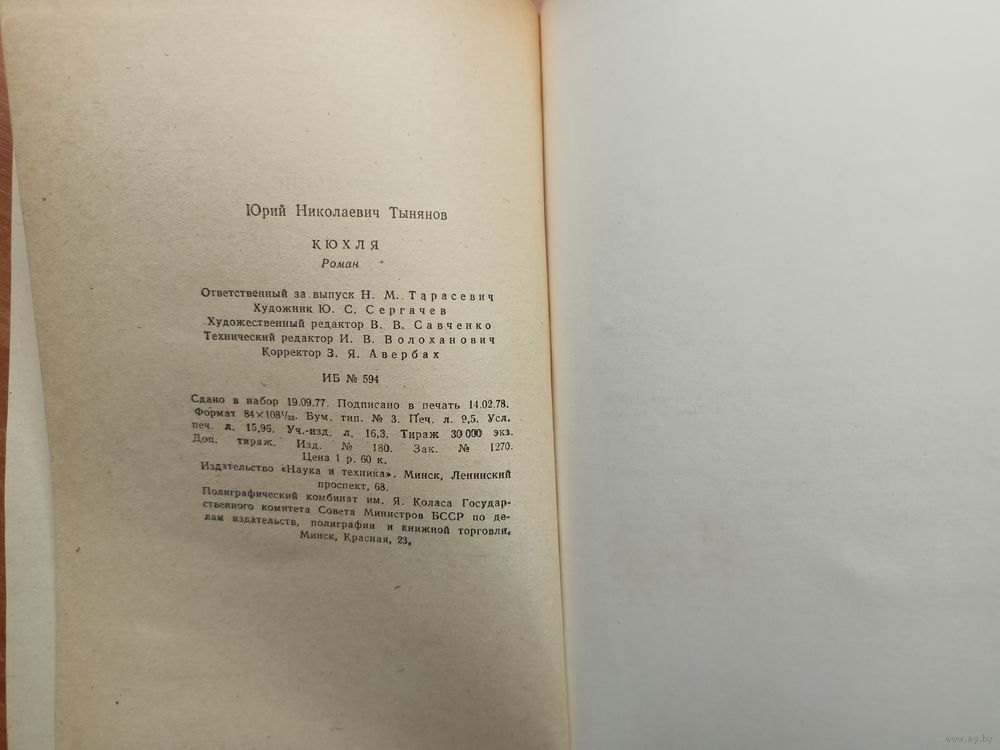 Юрий Николаевич Тынянов
КЮХЛЯ
Роман
Ответственный за выпуск Н. М. Тарасевич
Художник Ю. С. Сергачев
Художественный редактор В. В. Савченко
Технический редактор И. В. Волоханович
Корректор З. Я. Авербах
ИБ № 594
Сдано в набор 19.09.77. Подписано в печать 14.02.78.
Формат 84×108¹/₃₂. Бум. тип. № 3. Печ. л. 9,5. Усл.
печ. л. 15,96. Уч.-изд. л. 16,3. Тираж 30 000 экз.
Доп. тираж. Изд. № 180. Зак. № 1270.
Цена 1 р. 60 к.
Издательство «Наука и техника». Минск, Ленинский
проспект, 68.
Полиграфический комбинат им. Я. Коласа Государ-
ственного комитета Совета Министров БССР по де-
лам издательств, полиграфии и книжной торговли.
Минск, Красная, 23.
www.ay.by